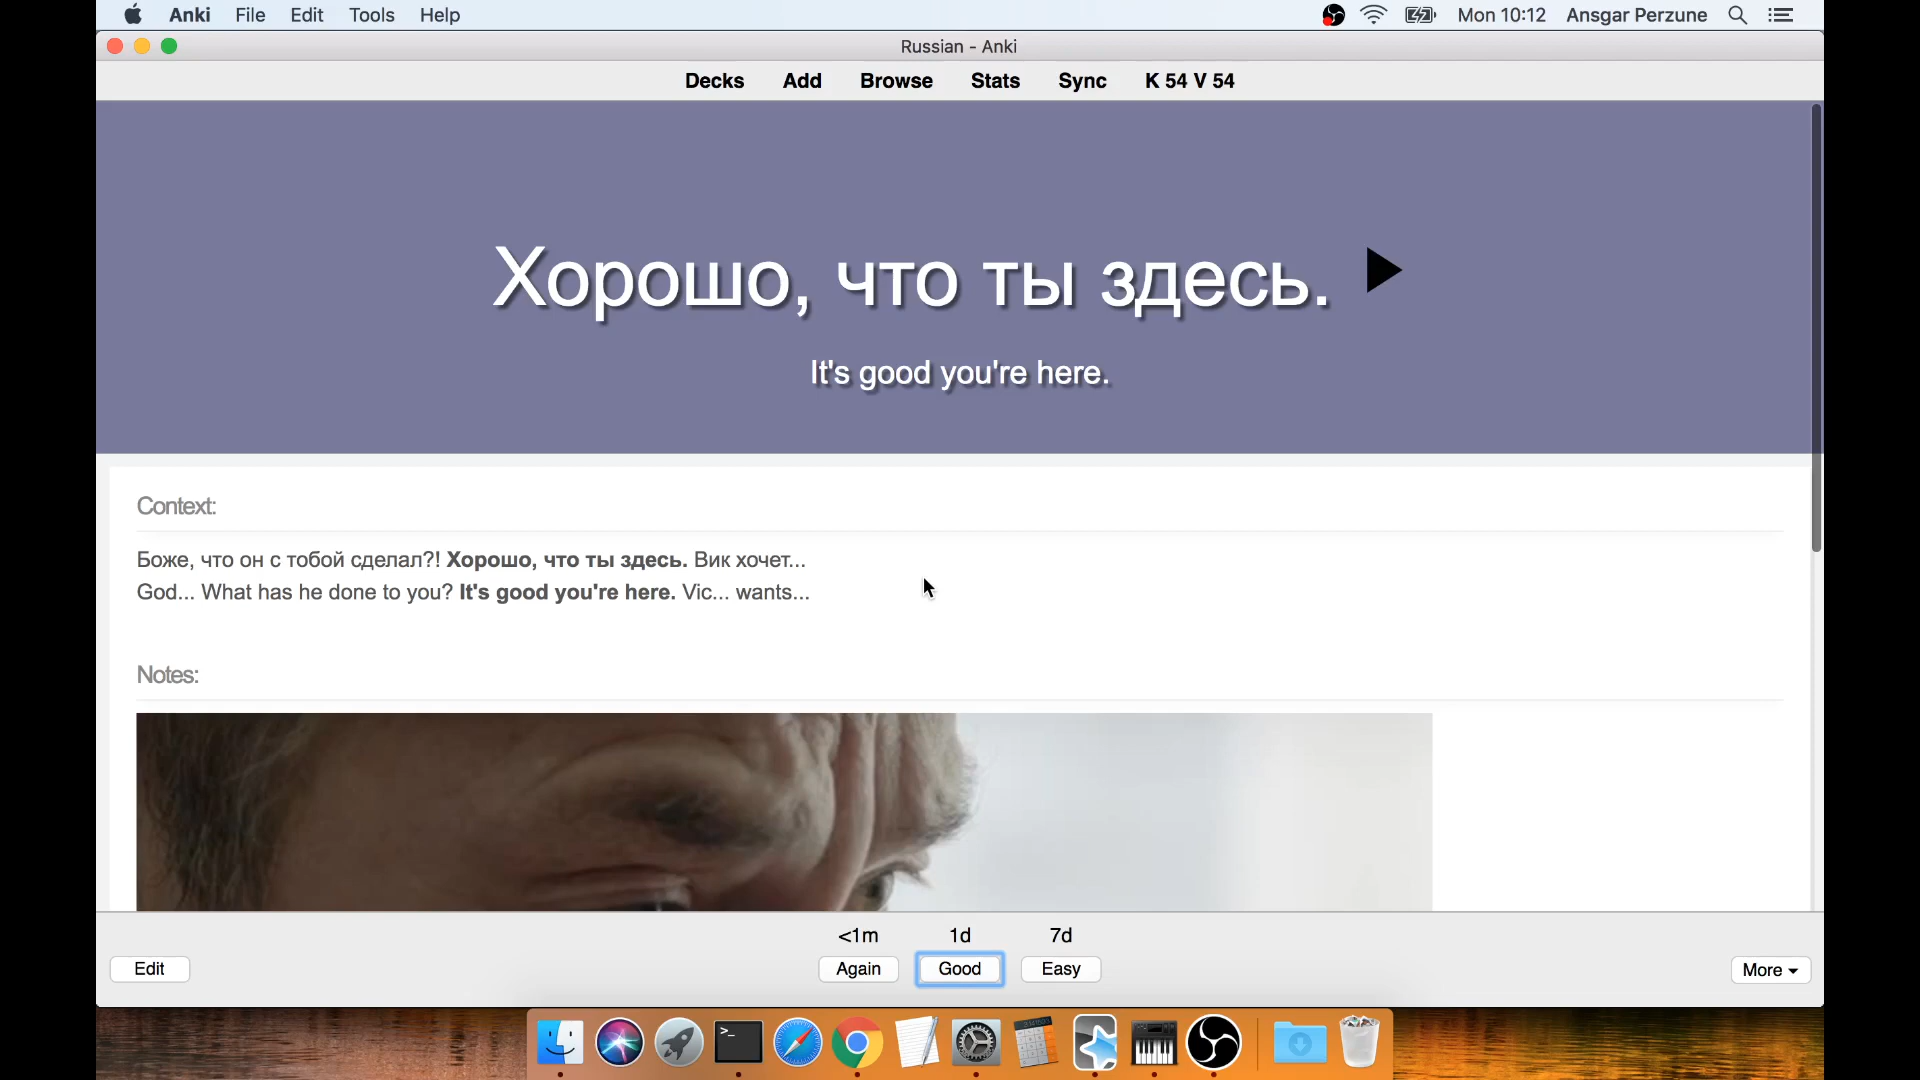 Anki File Edit Tools Help Mon 10:12 Ansgar Perzune
Russian - Anki
Decks Add Browse Stats Sync K 54 V 54
Хорошо, что ты здесь.
It's good you're here.
Context:
Боже, что он с тобой сделал?! Хорошо, что ты здесь. Вик хочет...
God... What has he done to you? It's good you're here. Vic... wants...
Notes:
<1m 1d 7d
Edit Again Good Easy More